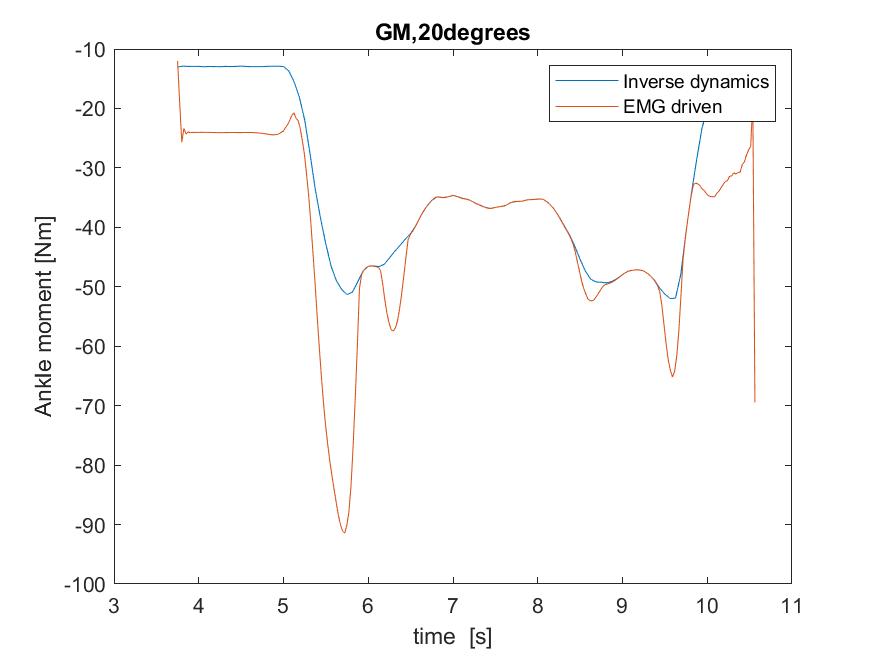 GM,20degrees
-10
-20
-30
-40
-50
-60
-70
-80
-90
-100
Ankle moment [Nm]
Inverse dynamics
EMG driven
3 4 5 6 7 8 9 10 11
time [s]